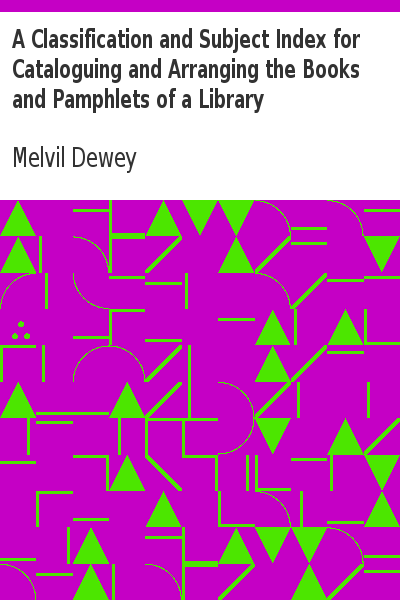 A Classification and Subject Index for
Cataloguing and Arranging the Books
and Pamphlets of a Library
Melvil Dewey